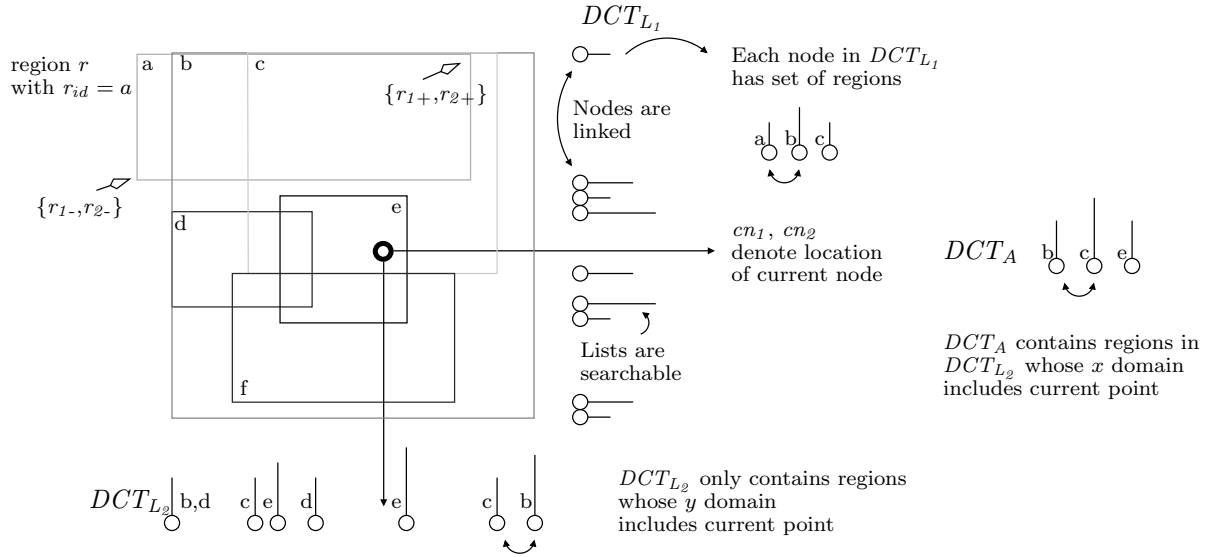 DCT_{L_1}
region r
with r_{id} = a
a
b
c
{r_{1+},r_{2+}}
Each node in DCT_{L_1}
has set of regions
Nodes are
linked
a
b
c
{r_{1-},r_{2-}}
d
e
cn_1, cn_2
denote location
of current node
DCT_A
b
c
e
Lists are
searchable
DCT_A contains regions in
DCT_{L_2} whose x domain
includes current point
f
DCT_{L_2}
b,d
c
e
d
e
c
b
DCT_{L_2} only contains regions
whose y domain
includes current point